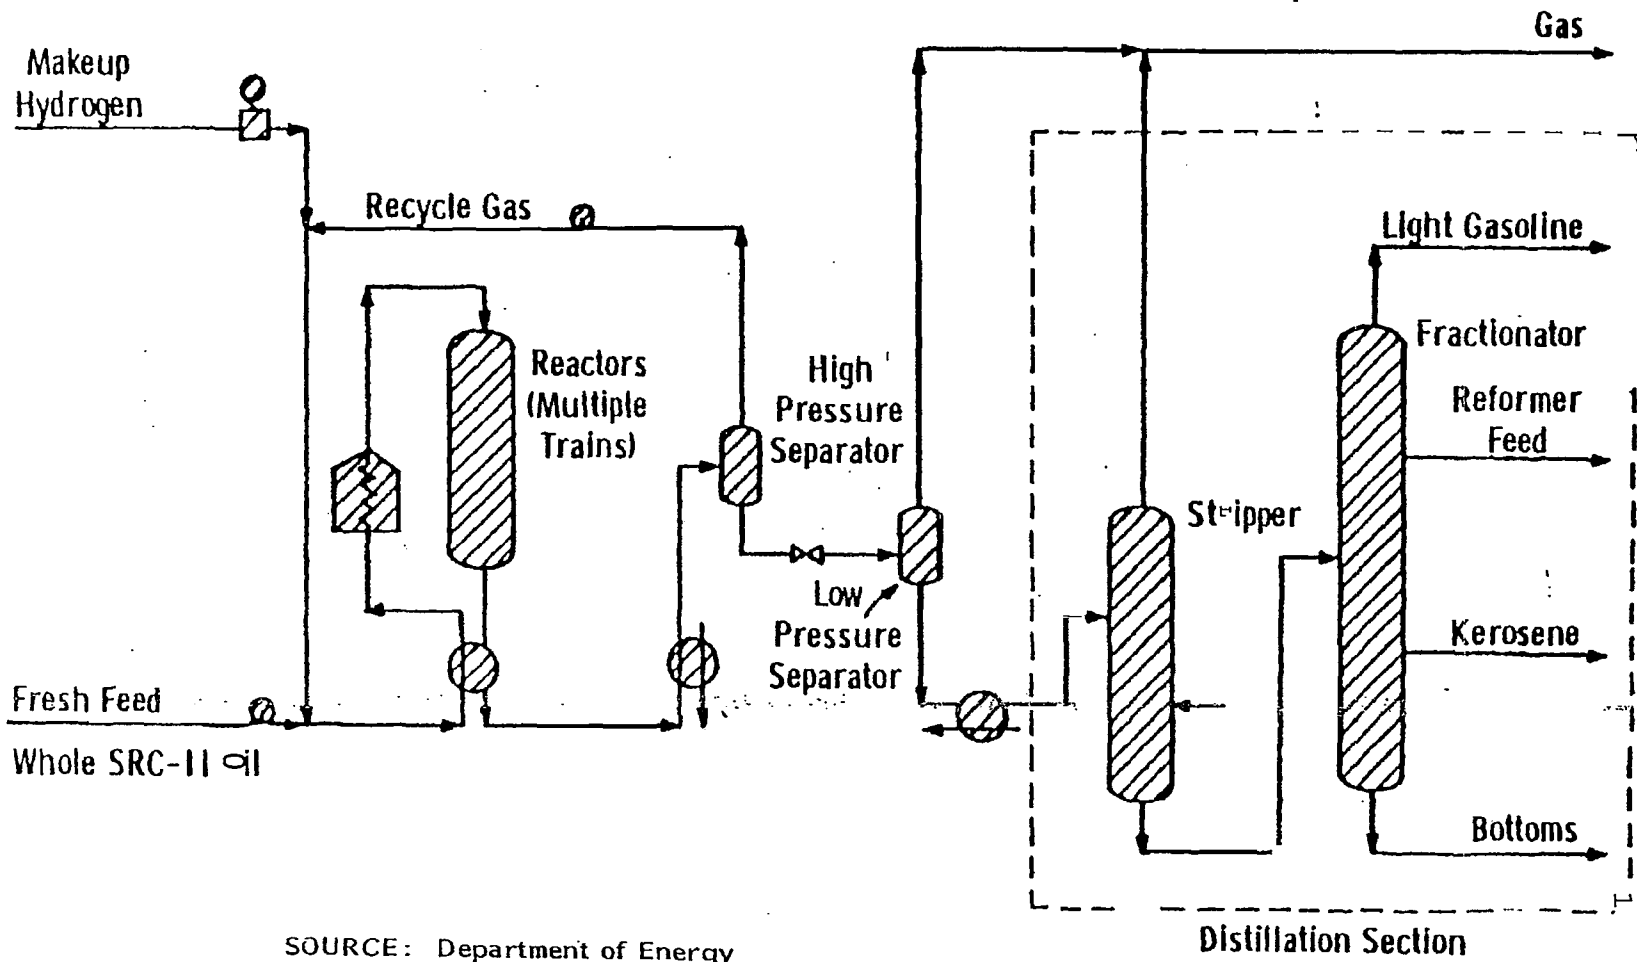 Gas
Makeup
Hydrogen
Recycle Gas
Light Gasoline
Fractionator
Reactors
(Multiple
Trains)
High
Pressure
Separator
Reformer
Feed
Stripper
Low
Pressure
Separator
Kerosene
Fresh Feed
Whole SRC-II Oil
Bottoms
Distillation Section
SOURCE: Department of Energy